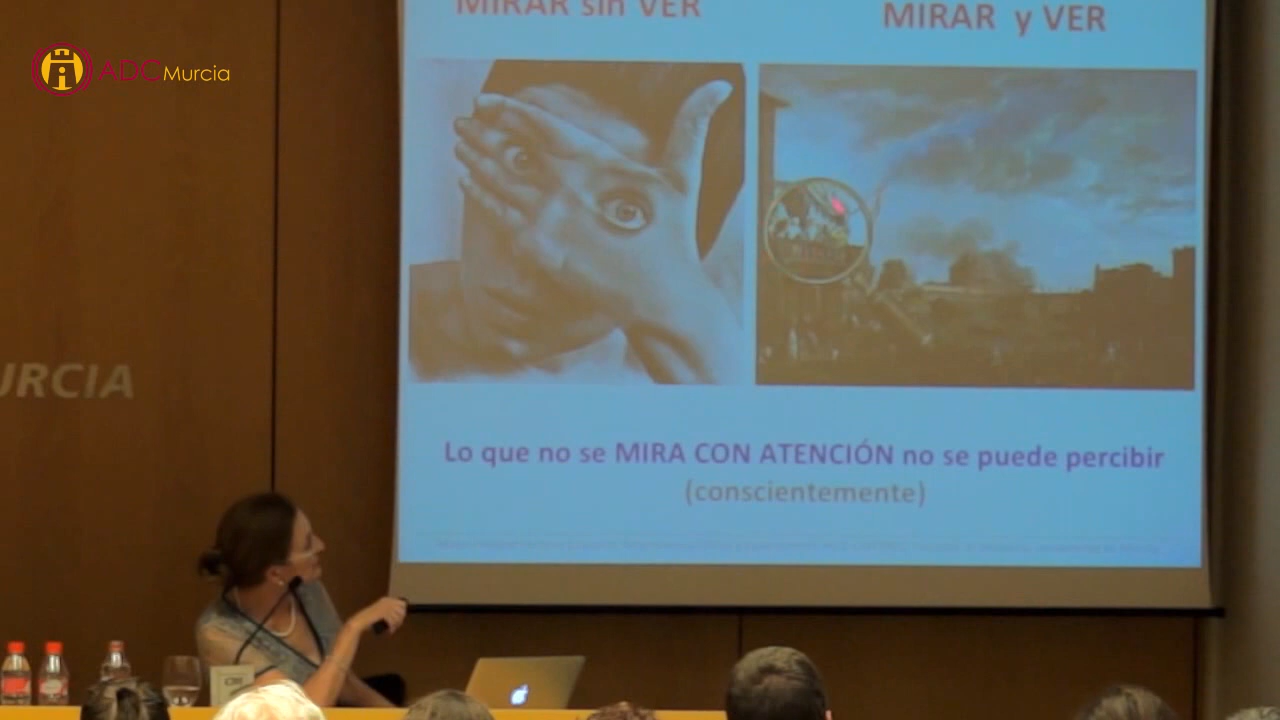 MIRAR sin VER
MIRAR y VER
ADC Murcia
URCIA
Lo que no se MIRA CON ATENCIÓN no se puede percibir
(conscientemente)